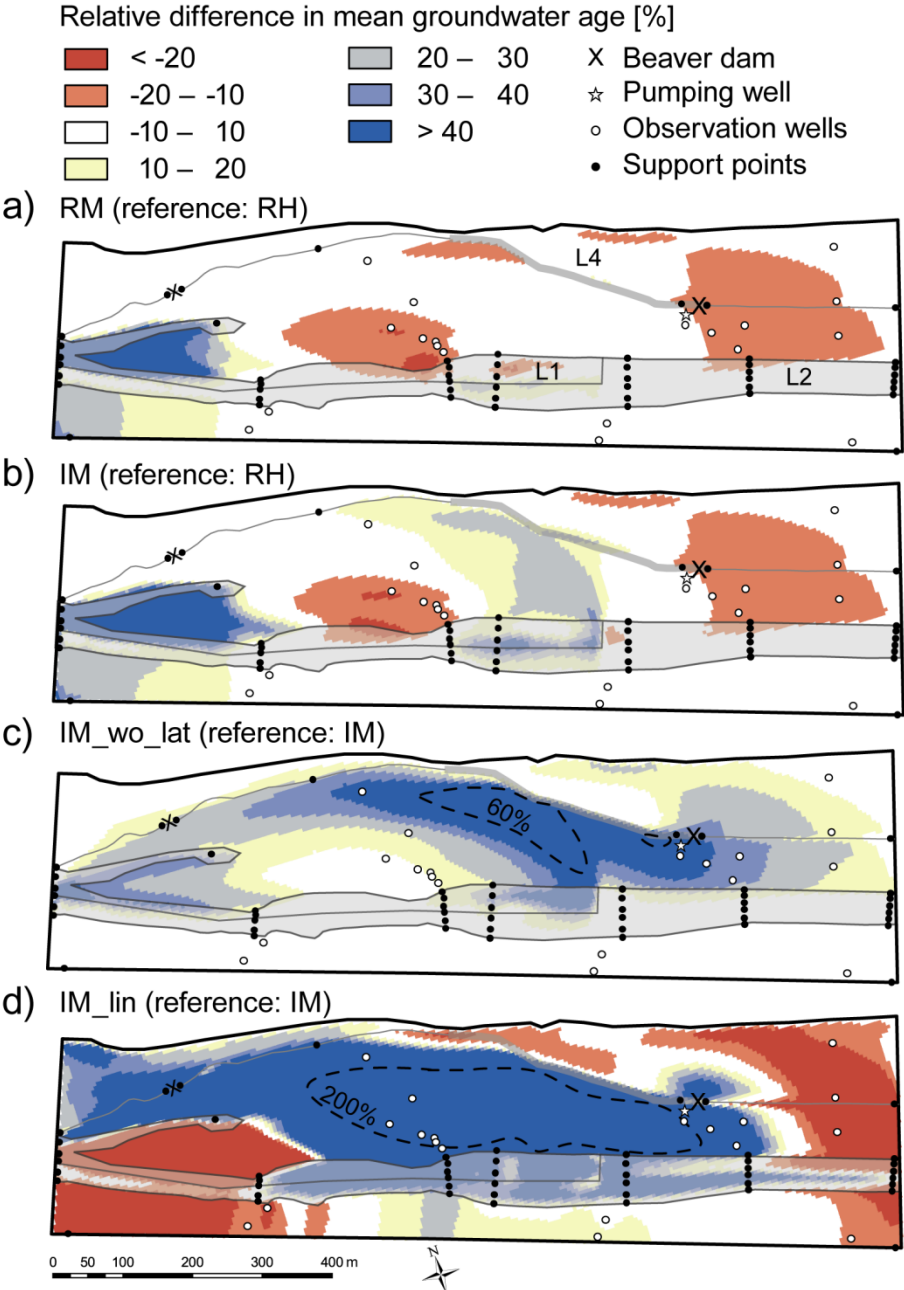 Relative difference in mean groundwater age [%]
< -20
-20 – -10
-10 – 10
10 – 20
20 – 30
30 – 40
> 40
X Beaver dam
☆ Pumping well
○ Observation wells
• Support points
a) RM (reference: RH)
L4
X
X
L1
L2
b) IM (reference: RH)
X
X
c) IM_wo_lat (reference: IM)
60%
X
X
d) IM_lin (reference: IM)
X
X
200%
N
0 50 100 200 300 400 m